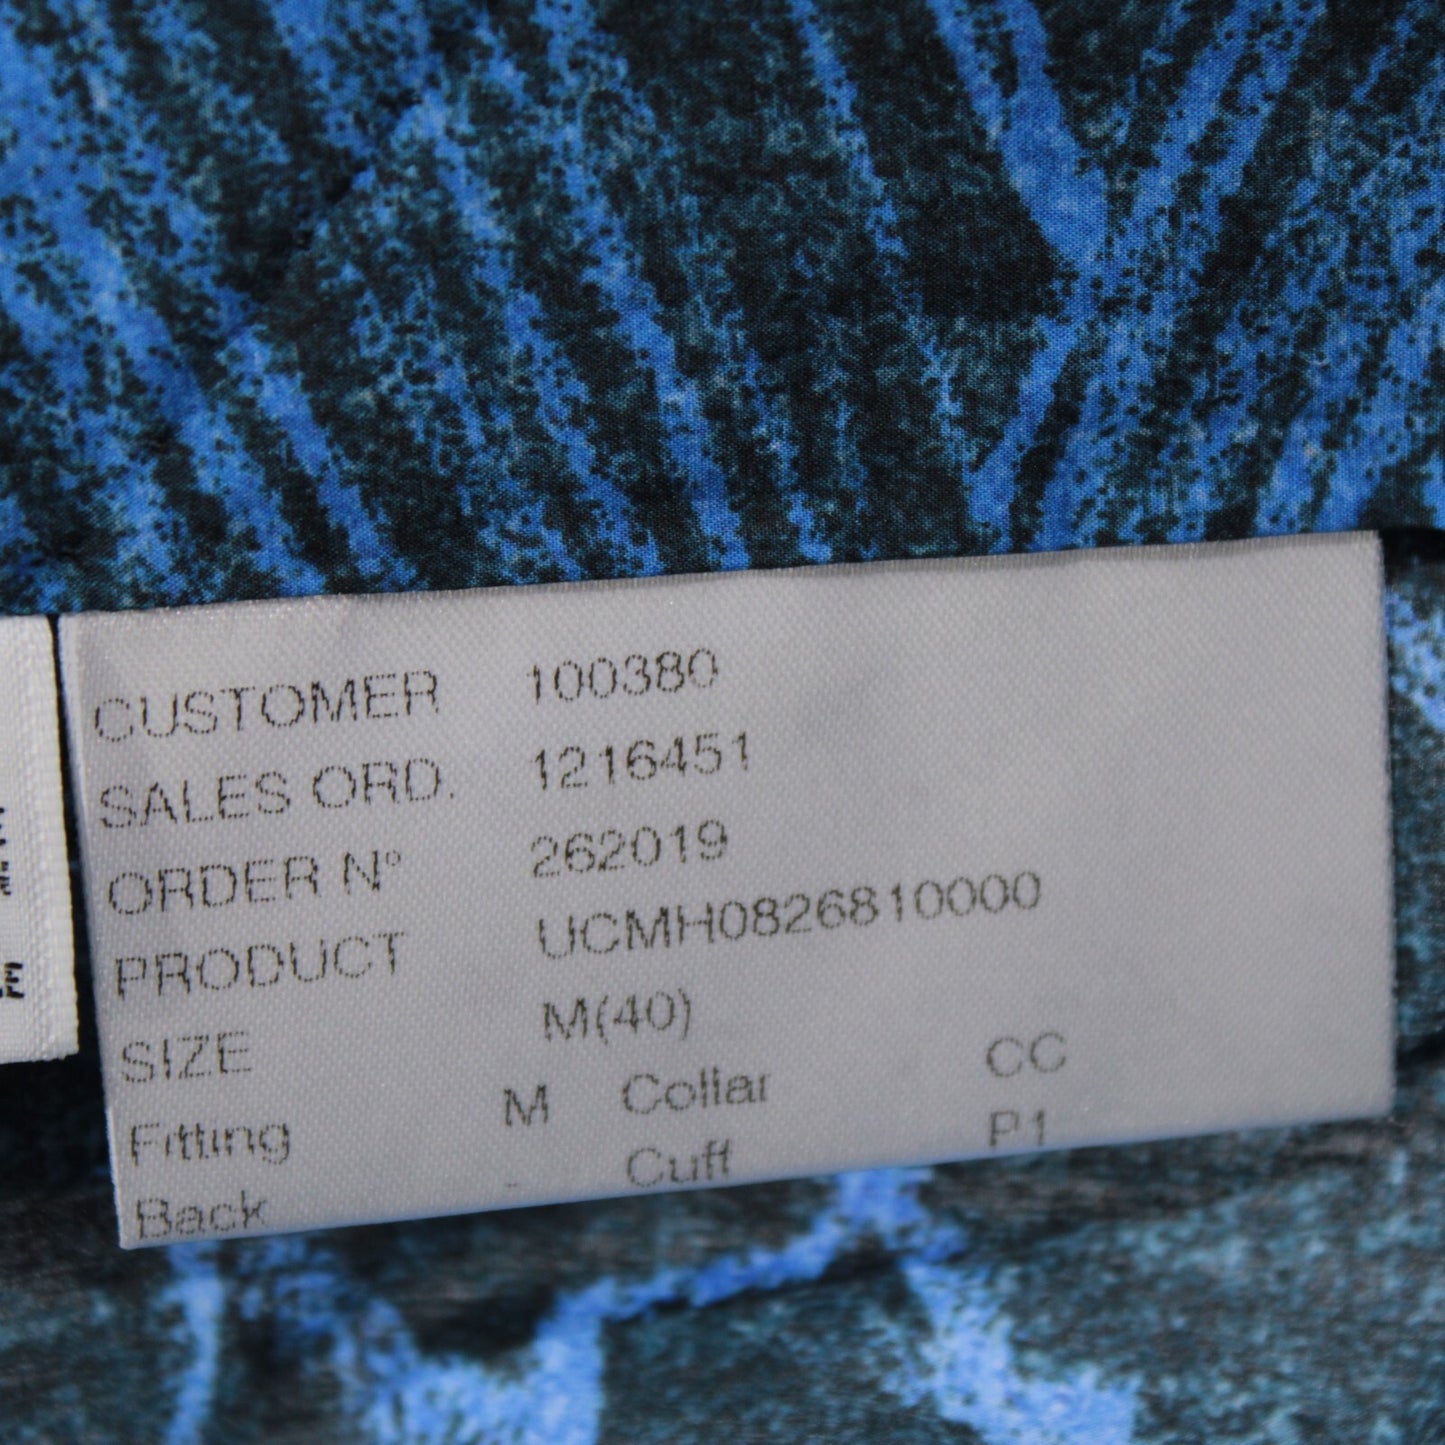 CUSTOMER 100380
SALES ORD. 1216451
ORDER N° 262019
PRODUCT UCMH0826810000
SIZE M(40)
Fitting M Collar CC
Back - Cuff P1